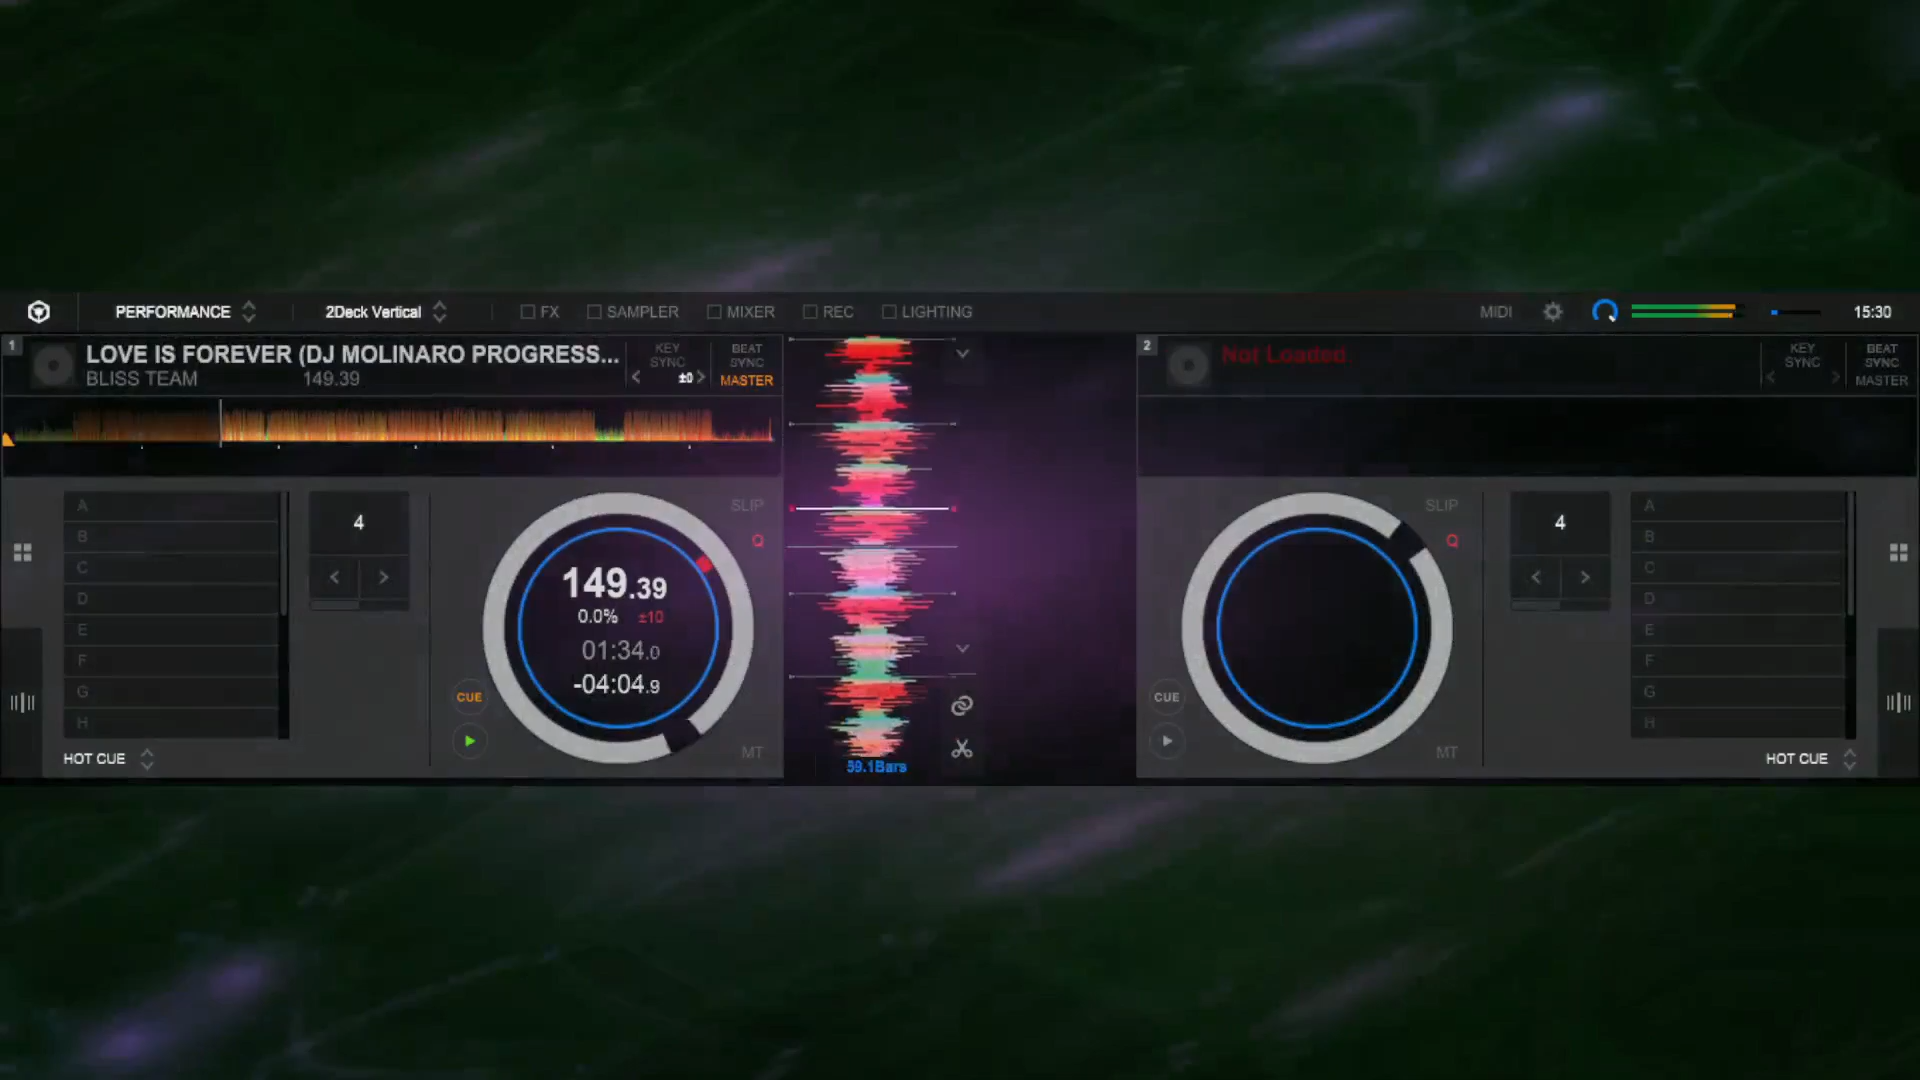 PERFORMANCE 2Deck Vertical FX SAMPLER MIXER REC LIGHTING MIDI 15:30
1
LOVE IS FOREVER (DJ MOLINARO PROGRESS...
BLISS TEAM 149.39
KEY SYNC
±0
BEAT SYNC
MASTER
2
Not Loaded.
KEY SYNC
BEAT SYNC
MASTER
A
B
C
D
E
F
G
H
HOT CUE
4
SLIP
Q
149.39
0.0% ±10
01:34.0
-04:04.9
CUE
MT
59.1Bars
SLIP
Q
CUE
MT
4
A
B
C
D
E
F
G
H
HOT CUE